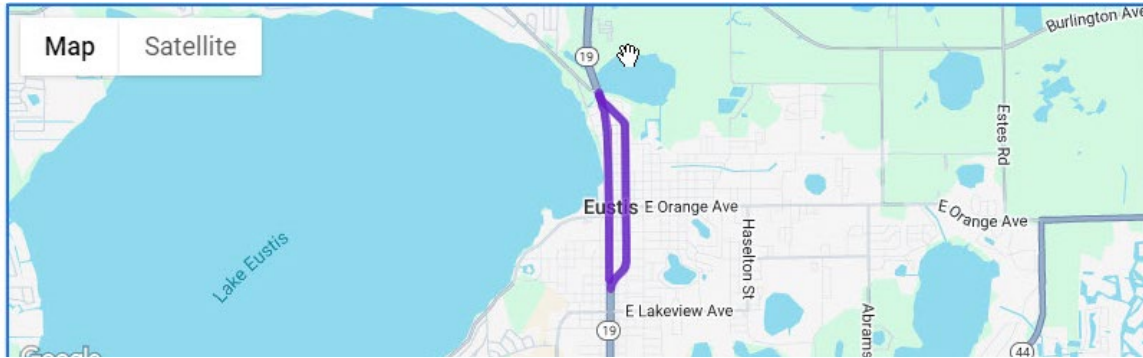 Map
Satellite
19
Burlington Ave
Estes Rd
Eustis
E Orange Ave
E Orange Ave
Haselton St
Lake Eustis
E Lakeview Ave
Abrams
19
44
Google